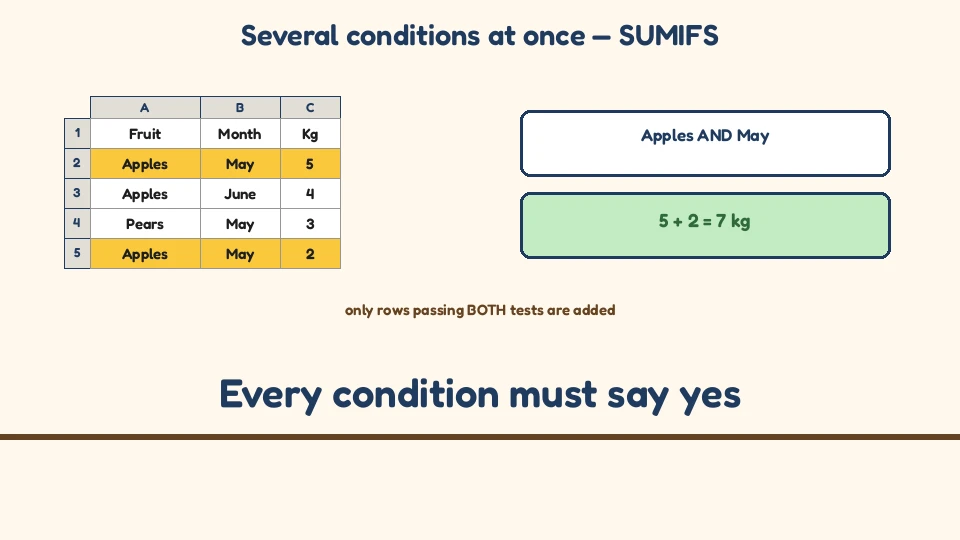 Several conditions at once — SUMIFS
A B C
1 Fruit Month Kg
2 Apples May 5
3 Apples June 4
4 Pears May 3
5 Apples May 2
Apples AND May
5 + 2 = 7 kg
only rows passing BOTH tests are added
Every condition must say yes